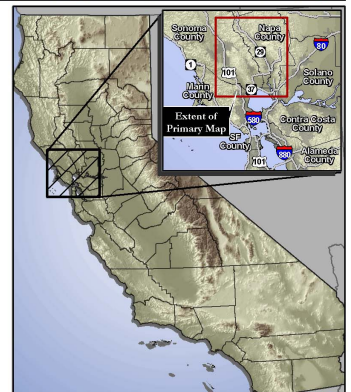 Sonoma
County
Napa
County
29
80
1
101
Solano
County
Marin
County
37
Extent of
Primary Map
580
Contra Costa
County
SF
County
Alameda
County
101
880